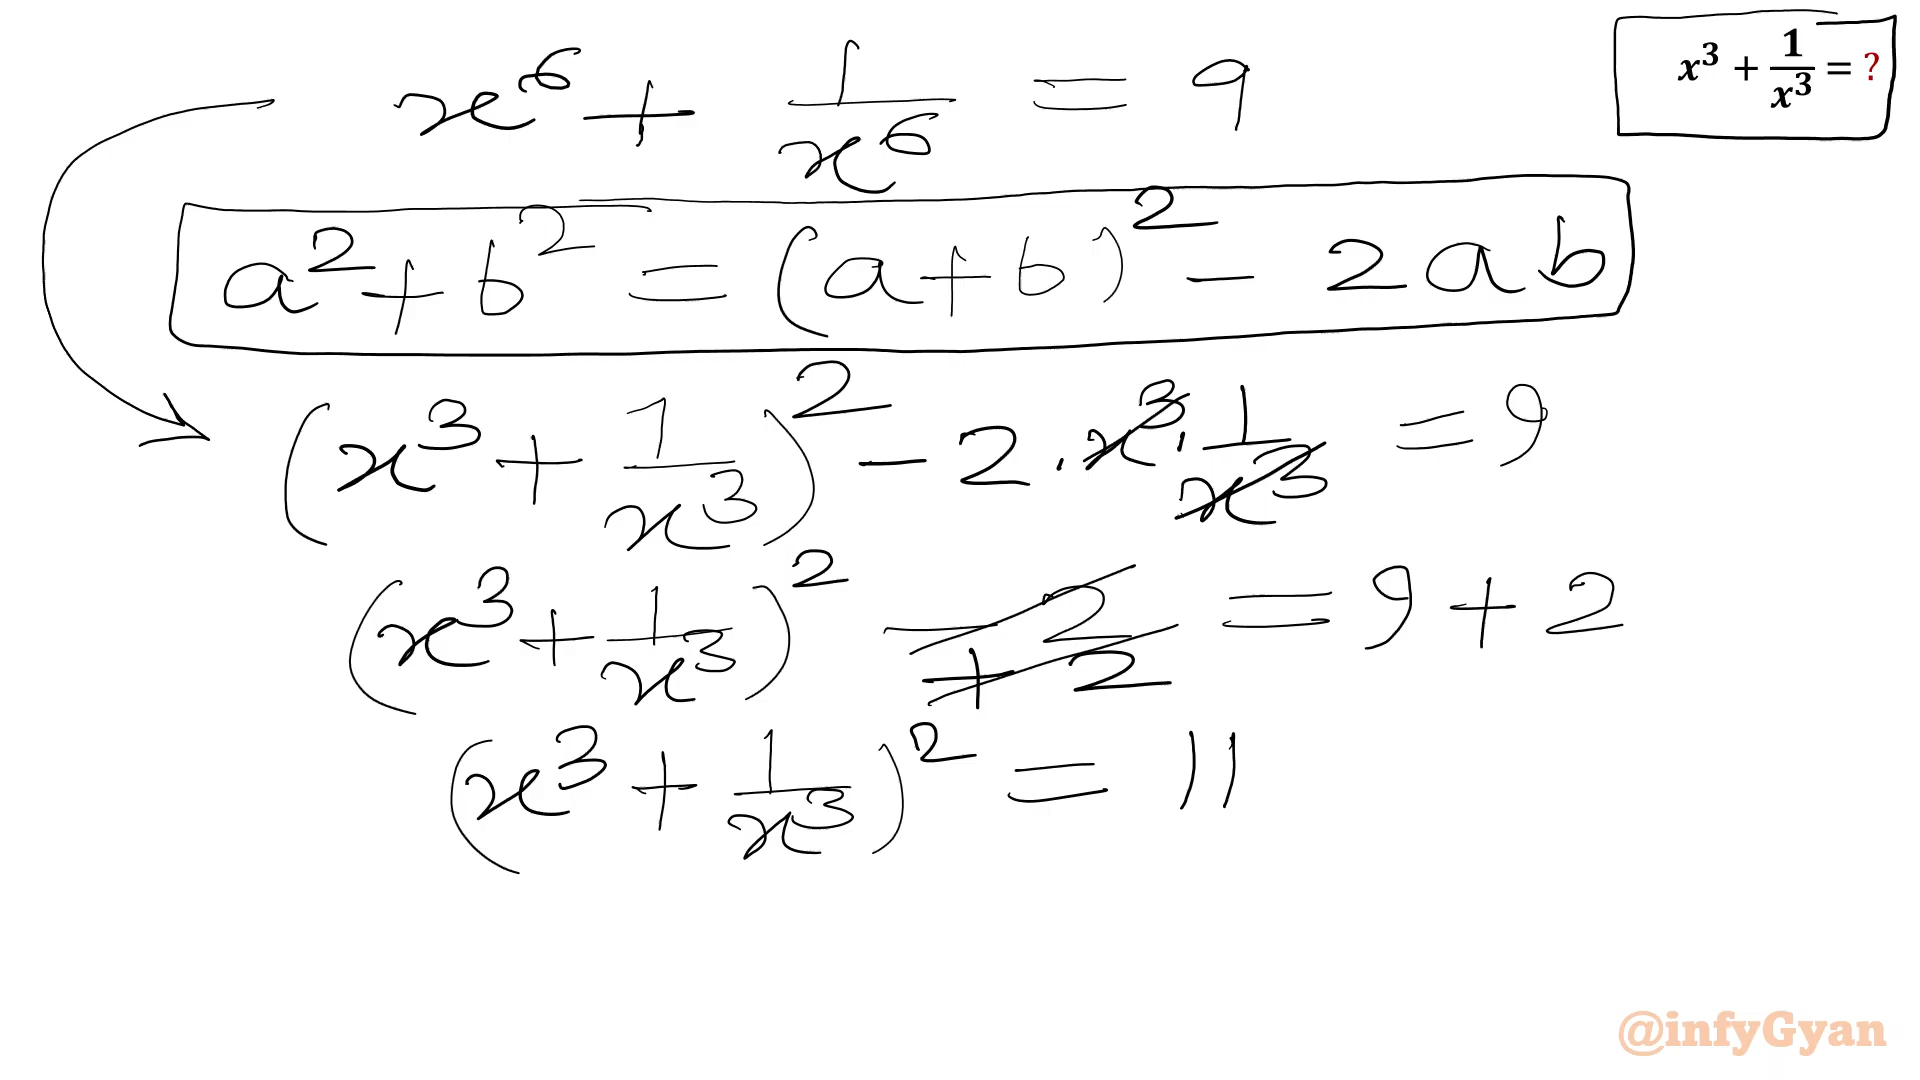 x⁶ + 1/x⁶ = 9
x³ + 1/x³ = ?
a² + b² = (a + b)² - 2ab
(x³ + 1/x³)² - 2 . x³ . 1/x³ = 9
(x³ + 1/x³)² - 2 = 9 + 2
+ 2
(x³ + 1/x³)² = 11
@infyGyan